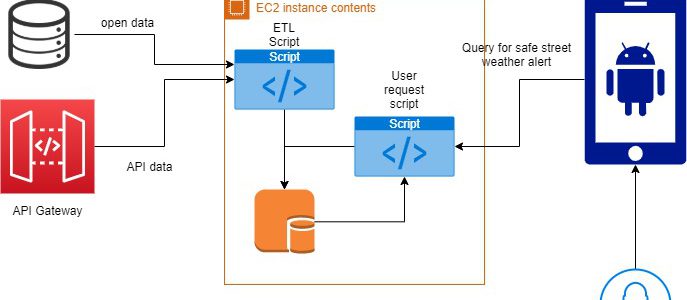 EC2 instance contents
open data
ETL
Script
Script
</>
Query for safe street
weather alert
User
request
script
Script
</>
</>
API data
API Gateway